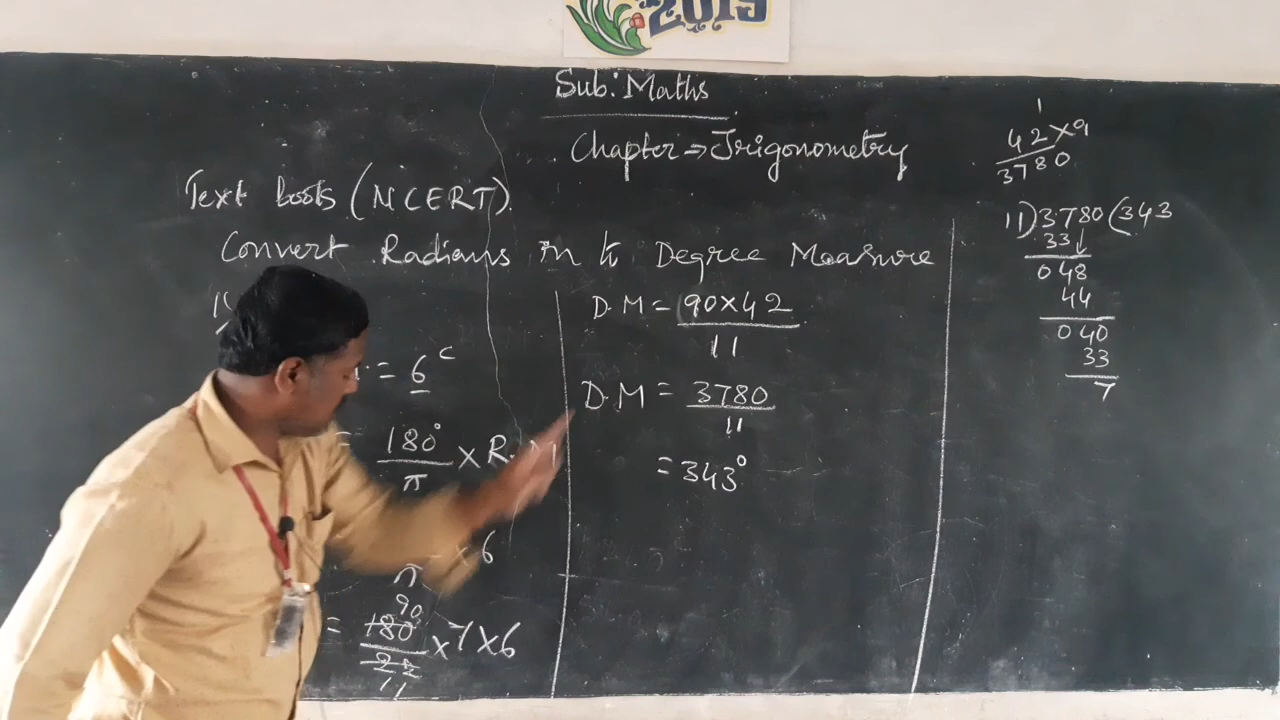 2019
Sub: Maths
Chapter ⇒ Trigonometry
Text books (NCERT).
Convert Radians in to Degree Measure
= 6ᶜ
= 180°/π × R.M
π × 6
90
= 180/22 × 7 × 6
11
D.M = 90×42/11
D.M = 3780/11
= 343°
1
42×9
3780
11)3780(343
33↓
048
44
040
33
7